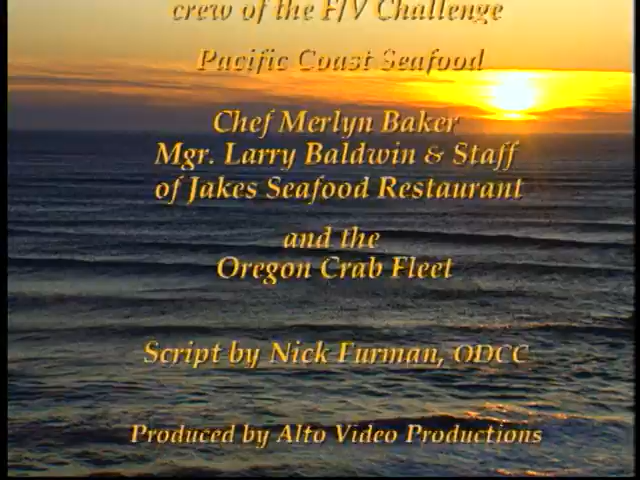 crew of the F/V Challenge
Pacific Coast Seafood
Chef Merlyn Baker
Mgr. Larry Baldwin & Staff
of Jakes Seafood Restaurant
and the
Oregon Crab Fleet
Script by Nick Furman, ODCC
Produced by Alto Video Productions